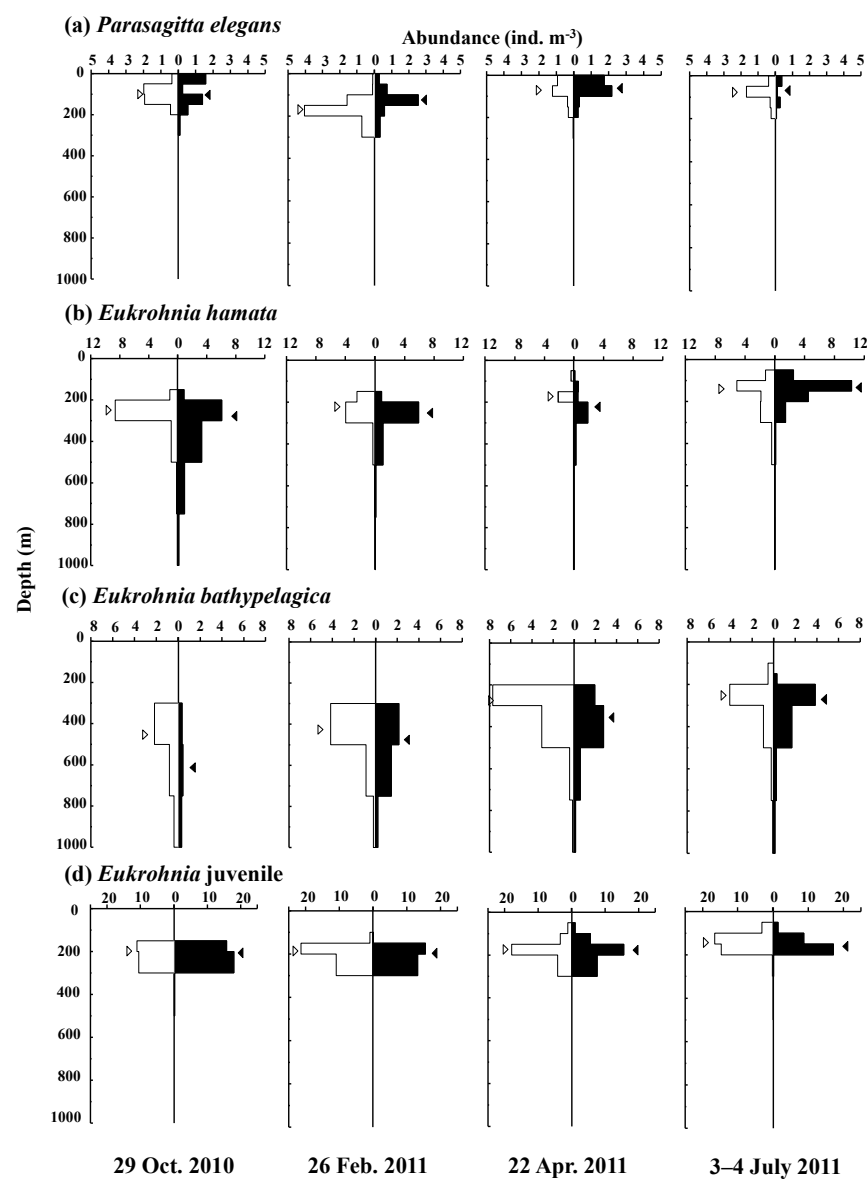 (a) Parasagitta elegans
Abundance (ind. m-3)
5 4 3 2 1 0 1 2 3 4 5 5 4 3 2 1 0 1 2 3 4 5 5 4 3 2 1 0 1 2 3 4 5 5 4 3 2 1 0 1 2 3 4 5
0
200
400
600
800
1000
(b) Eukrohnia hamata
12 8 4 0 4 8 12 12 8 4 0 4 8 12 12 8 4 0 4 8 12 12 8 4 0 4 8 12
0
200
400
600
800
1000
Depth (m)
(c) Eukrohnia bathypelagica
8 6 4 2 0 2 4 6 8 8 6 4 2 0 2 4 6 8 8 6 4 2 0 2 4 6 8 8 6 4 2 0 2 4 6 8
0
200
400
600
800
1000
(d) Eukrohnia juvenile
20 10 0 10 20 20 10 0 10 20 20 10 0 10 20 20 10 0 10 20
0
200
400
600
800
1000
29 Oct. 2010 26 Feb. 2011 22 Apr. 2011 3–4 July 2011